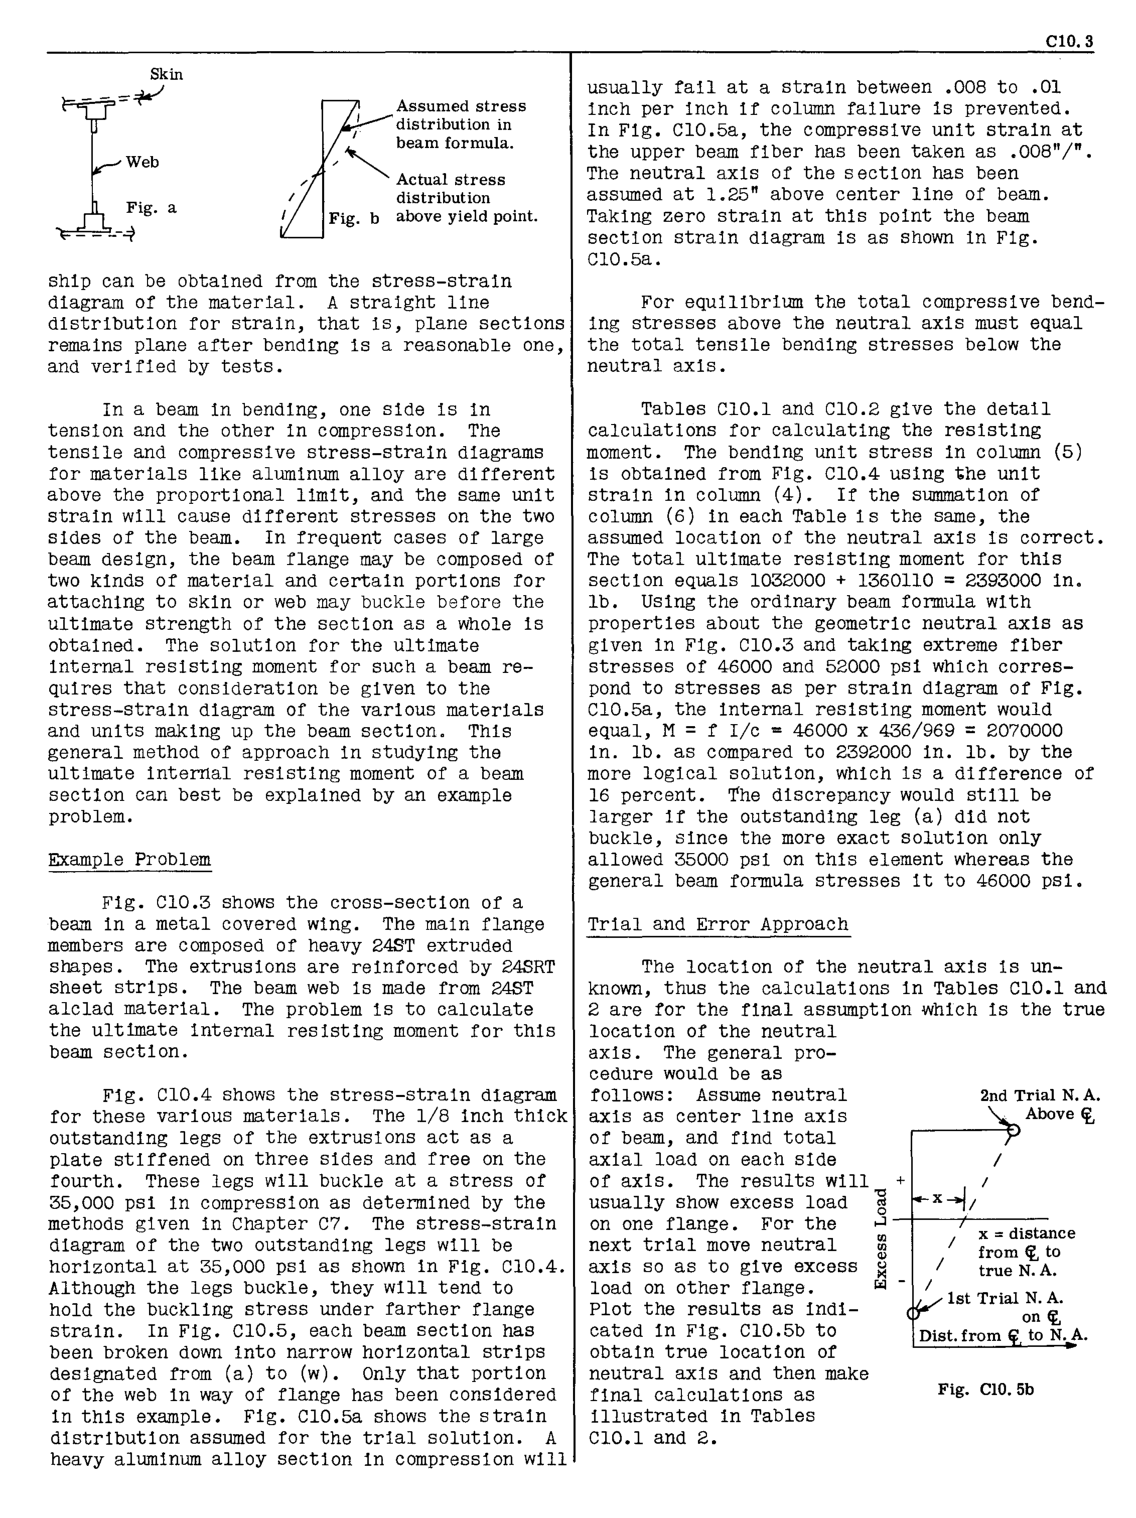 C10.3
Skin
Web
Fig. a
Assumed stress
distribution in
beam formula.
Actual stress
distribution
above yield point.
Fig. b
ship can be obtained from the stress-strain
diagram of the material. A straight line
distribution for strain, that is, plane sections
remains plane after bending is a reasonable one,
and verified by tests.
In a beam in bending, one side is in
tension and the other in compression. The
tensile and compressive stress-strain diagrams
for materials like aluminum alloy are different
above the proportional limit, and the same unit
strain will cause different stresses on the two
sides of the beam. In frequent cases of large
beam design, the beam flange may be composed of
two kinds of material and certain portions for
attaching to skin or web may buckle before the
ultimate strength of the section as a whole is
obtained. The solution for the ultimate
internal resisting moment for such a beam re-
quires that consideration be given to the
stress-strain diagram of the various materials
and units making up the beam section. This
general method of approach in studying the
ultimate internal resisting moment of a beam
section can best be explained by an example
problem.
Example Problem
Fig. C10.3 shows the cross-section of a
beam in a metal covered wing. The main flange
members are composed of heavy 24ST extruded
shapes. The extrusions are reinforced by 24SRT
sheet strips. The beam web is made from 24ST
alclad material. The problem is to calculate
the ultimate internal resisting moment for this
beam section.
Fig. C10.4 shows the stress-strain diagram
for these various materials. The 1/8 inch thick
outstanding legs of the extrusions act as a
plate stiffened on three sides and free on the
fourth. These legs will buckle at a stress of
35,000 psi in compression as determined by the
methods given in Chapter C7. The stress-strain
diagram of the two outstanding legs will be
horizontal at 35,000 psi as shown in Fig. C10.4.
Although the legs buckle, they will tend to
hold the buckling stress under farther flange
strain. In Fig. C10.5, each beam section has
been broken down into narrow horizontal strips
designated from (a) to (w). Only that portion
of the web in way of flange has been considered
in this example. Fig. C10.5a shows the strain
distribution assumed for the trial solution. A
heavy aluminum alloy section in compression will
usually fail at a strain between .008 to .01
inch per inch if column failure is prevented.
In Fig. C10.5a, the compressive unit strain at
the upper beam fiber has been taken as .008"/".
The neutral axis of the section has been
assumed at 1.25" above center line of beam.
Taking zero strain at this point the beam
section strain diagram is as shown in Fig.
C10.5a.
For equilibrium the total compressive bend-
ing stresses above the neutral axis must equal
the total tensile bending stresses below the
neutral axis.
Tables C10.1 and C10.2 give the detail
calculations for calculating the resisting
moment. The bending unit stress in column (5)
is obtained from Fig. C10.4 using the unit
strain in column (4). If the summation of
column (6) in each Table is the same, the
assumed location of the neutral axis is correct.
The total ultimate resisting moment for this
section equals 1032000 + 1360110 = 2393000 in.
lb. Using the ordinary beam formula with
properties about the geometric neutral axis as
given in Fig. C10.3 and taking extreme fiber
stresses of 46000 and 52000 psi which corres-
pond to stresses as per strain diagram of Fig.
C10.5a, the internal resisting moment would
equal, M = f I/c = 46000 x 436/969 = 2070000
in. lb. as compared to 2392000 in. lb. by the
more logical solution, which is a difference of
16 percent. The discrepancy would still be
larger if the outstanding leg (a) did not
buckle, since the more exact solution only
allowed 35000 psi on this element whereas the
general beam formula stresses it to 46000 psi.
Trial and Error Approach
The location of the neutral axis is un-
known, thus the calculations in Tables C10.1 and
2 are for the final assumption which is the true
location of the neutral
axis. The general pro-
cedure would be as
follows: Assume neutral
axis as center line axis
of beam, and find total
axial load on each side
of axis. The results will
usually show excess load
on one flange. For the
next trial move neutral
axis so as to give excess
load on other flange.
Plot the results as indi-
cated in Fig. C10.5b to
obtain true location of
neutral axis and then make
final calculations as
illustrated in Tables
C10.1 and 2.
2nd Trial N. A.
Above ℄
+
x
Excess Load
x = distance
from ℄ to
true N. A.
-
1st Trial N. A.
on ℄
Dist. from ℄ to N. A.
Fig. C10.5b